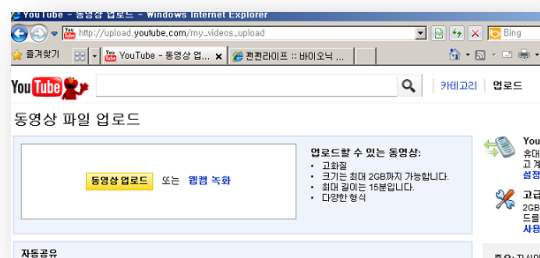 YouTube - 동영상 업로드 - Windows Internet Explorer
http://upload.youtube.com/my_videos_upload
Bing
즐겨찾기
YouTube - 동영상 업...
펀펀라이프 :: 바이오닉 ...
YouTube
카테고리
업로드
동영상 파일 업로드
동영상 업로드 또는 웹캠 녹화
업로드할 수 있는 동영상:
• 고화질
• 크기는 최대 2GB까지 가능합니다.
• 최대 길이는 15분입니다.
• 다양한 형식
You
휴대
고 계
설정
고급
2GB
드를
사용
자동공유